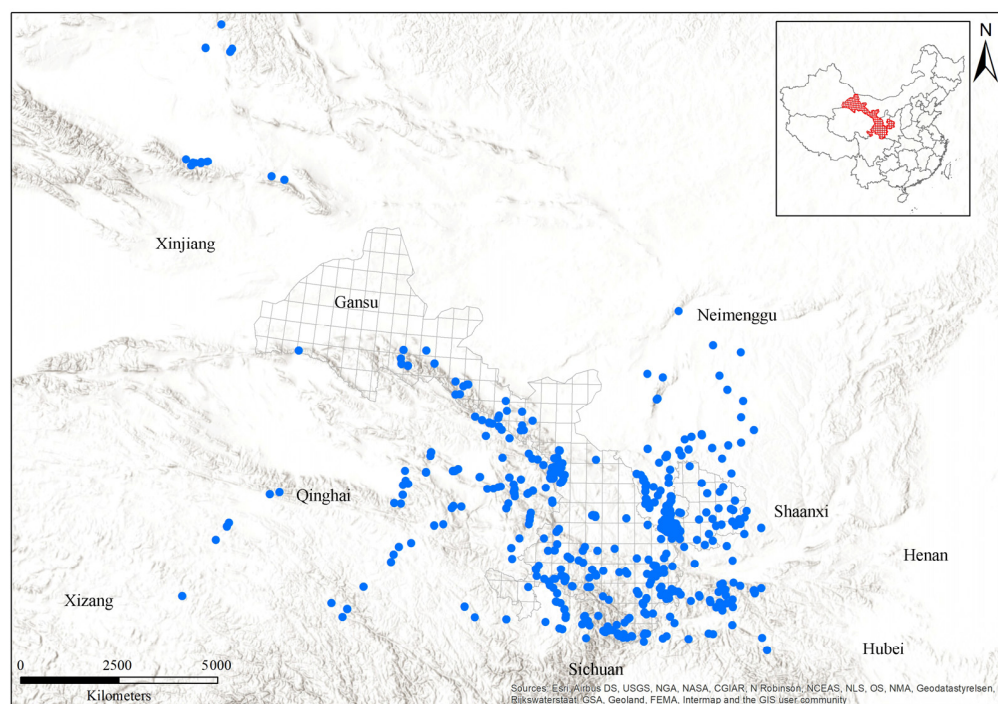 N
Xinjiang
Gansu
Neimenggu
Qinghai
Shaanxi
Henan
Xizang
Hubei
Sichuan
0 2500 5000
Kilometers
Sources: Esri, Airbus DS, USGS, NGA, NASA, CGIAR, N Robinson, NCEAS, NLS, OS, NMA, Geodatastyrelsen,
Rijkswaterstaat, GSA, Geoland, FEMA, Intermap and the GIS user community